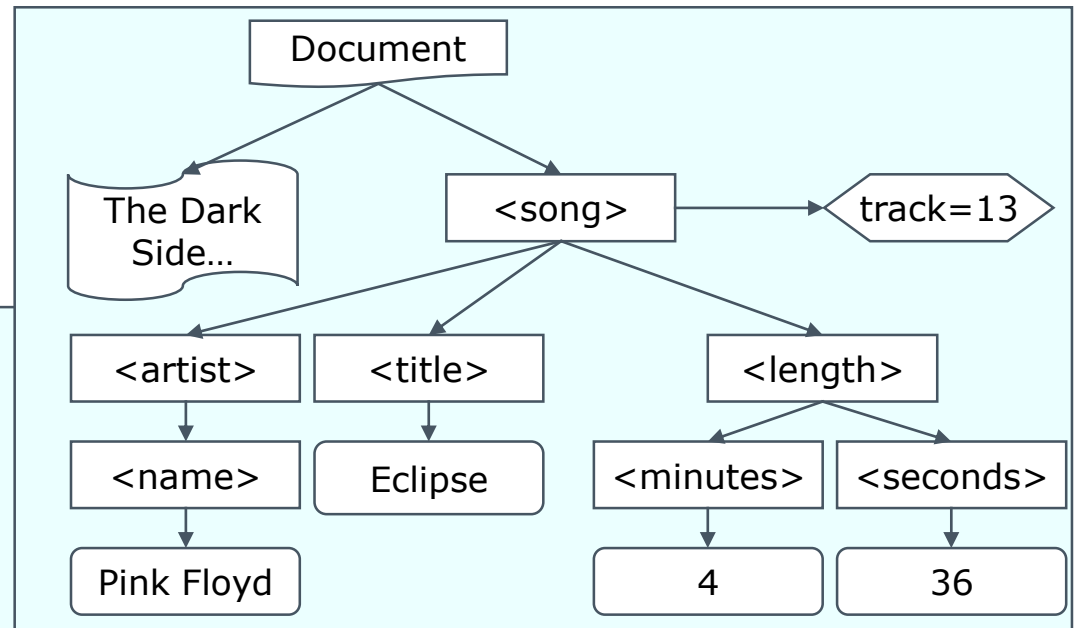 Document
The Dark
Side…
<song>
track=13
<artist>
<title>
<length>
<name>
Eclipse
<minutes>
<seconds>
Pink Floyd
4
36